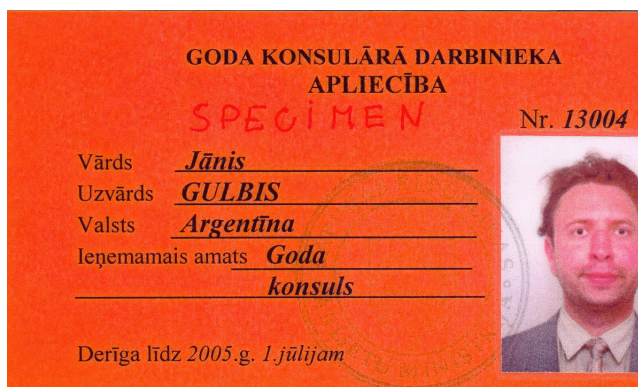 GODA KONSULĀRĀ DARBINIEKA
APLIECĪBA
SPECIMEN
Nr. 13004
Vārds Jānis
Uzvārds GULBIS
Valsts Argentīna
Ieņemamais amats Goda
konsuls
Derīga līdz 2005.g. 1.jūlijam